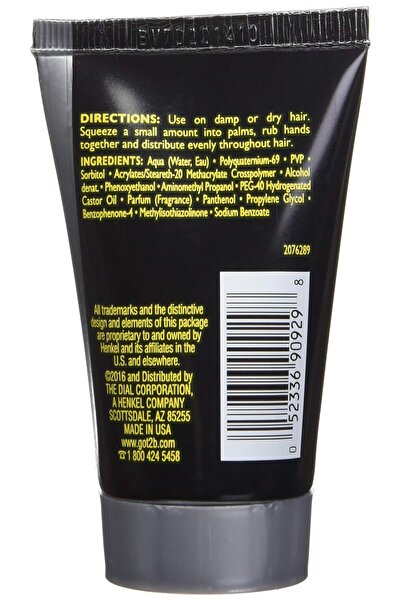 DIRECTIONS: Use on damp or dry hair.
Squeeze a small amount into palms, rub hands
together and distribute evenly throughout hair.
INGREDIENTS: Aqua (Water, Eau) • Polyquaternium-69 • PVP •
Sorbitol • Acrylates/Steareth-20 Methacrylate Crosspolymer • Alcohol
denat. • Phenoxyethanol • Aminomethyl Propanol • PEG-40 Hydrogenated
Castor Oil • Parfum (Fragrance) • Panthenol • Propylene Glycol •
Benzophenone-4 • Methylisothiazolinone • Sodium Benzoate
2076289
All trademarks and the distinctive
design and elements of this package
are proprietary to and owned by
Henkel and its affiliates in the
U.S. and elsewhere.
©2016 and Distributed by
THE DIAL CORPORATION,
A HENKEL COMPANY
SCOTTSDALE, AZ 85255
MADE IN USA
www.got2b.com
☎1 800 424 5458
0 52336 90929 8